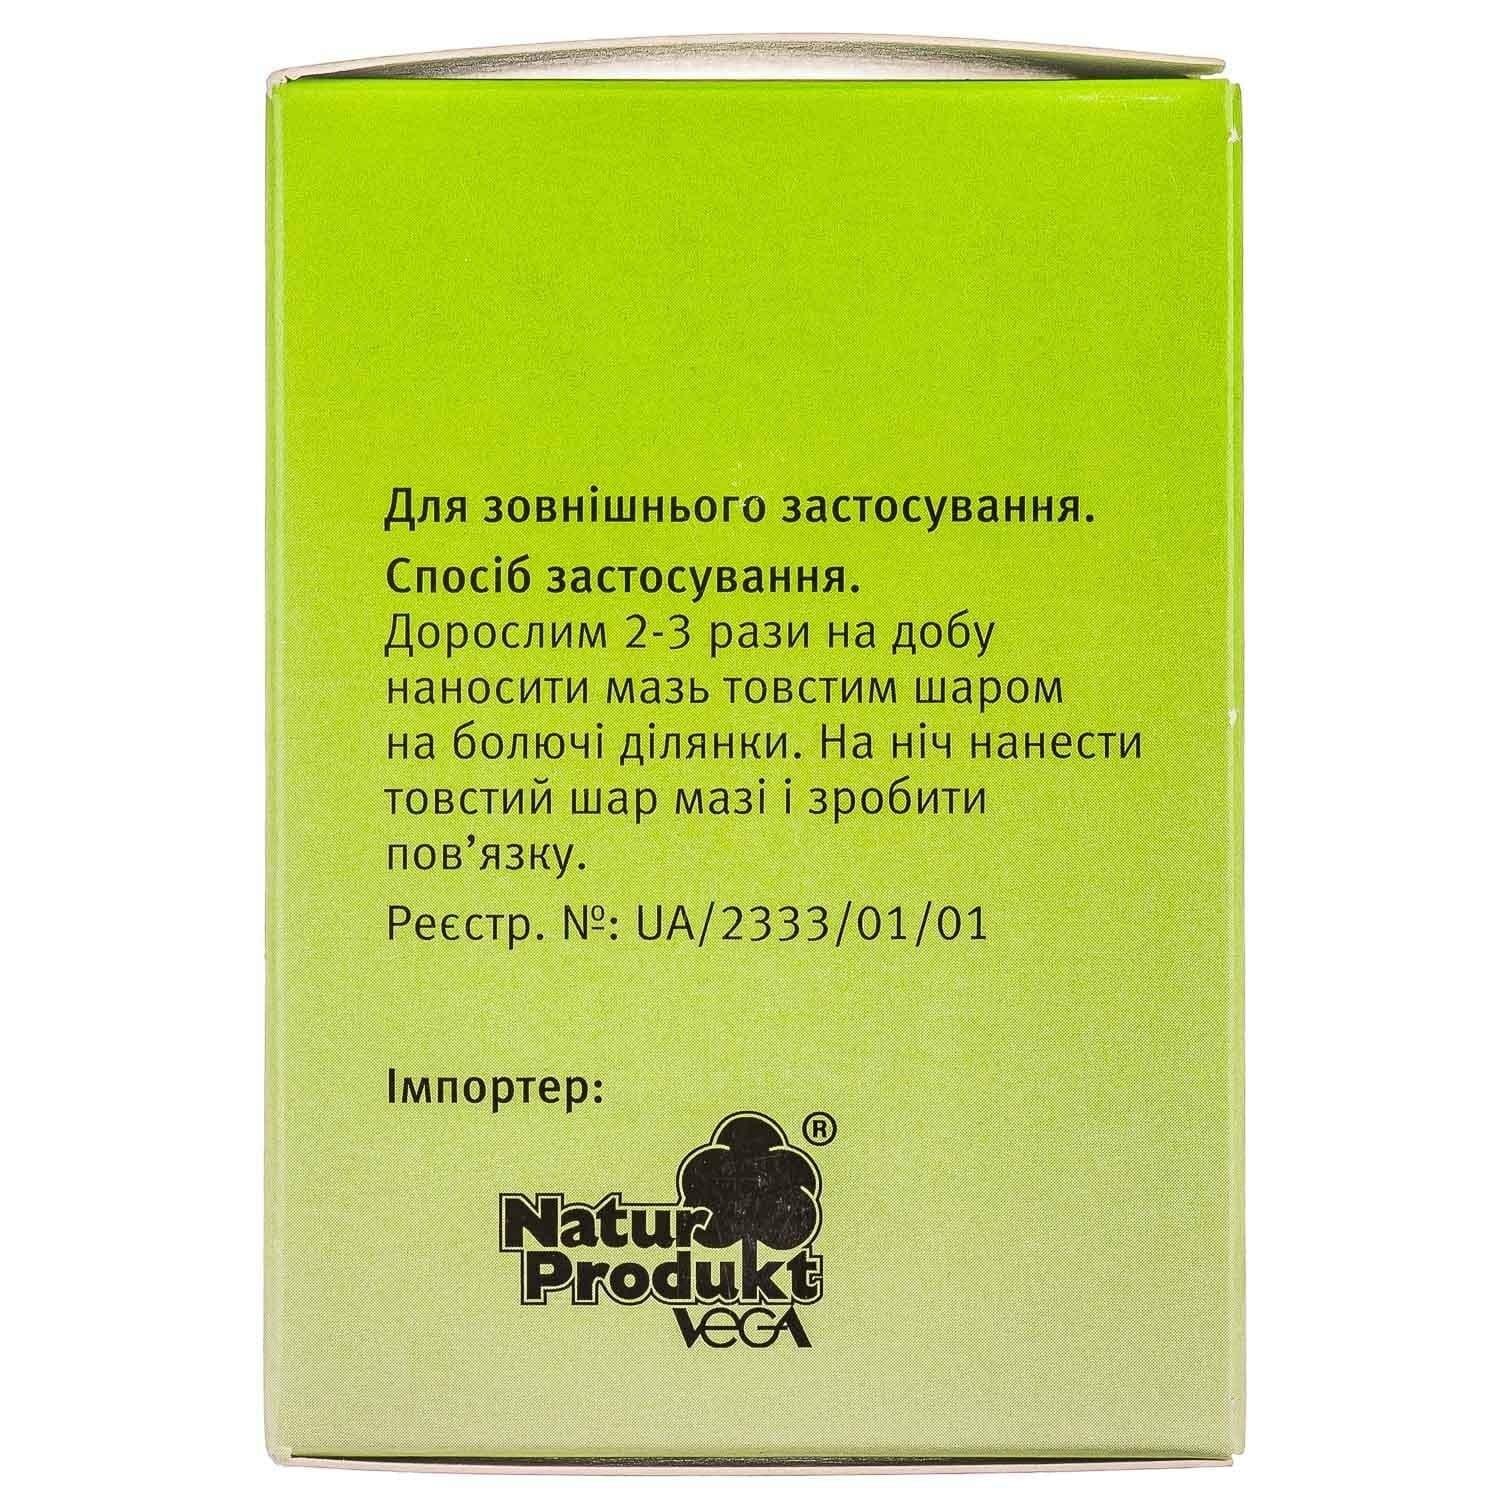 Для зовнішнього застосування.
Спосіб застосування.
Дорослим 2-3 рази на добу
наносити мазь товстим шаром
на болючі ділянки. На ніч нанести
товстий шар мазі і зробити
пов’язку.
Реєстр. №: UA/2333/01/01
Імпортер:
®
Natur
Produkt
VEGA